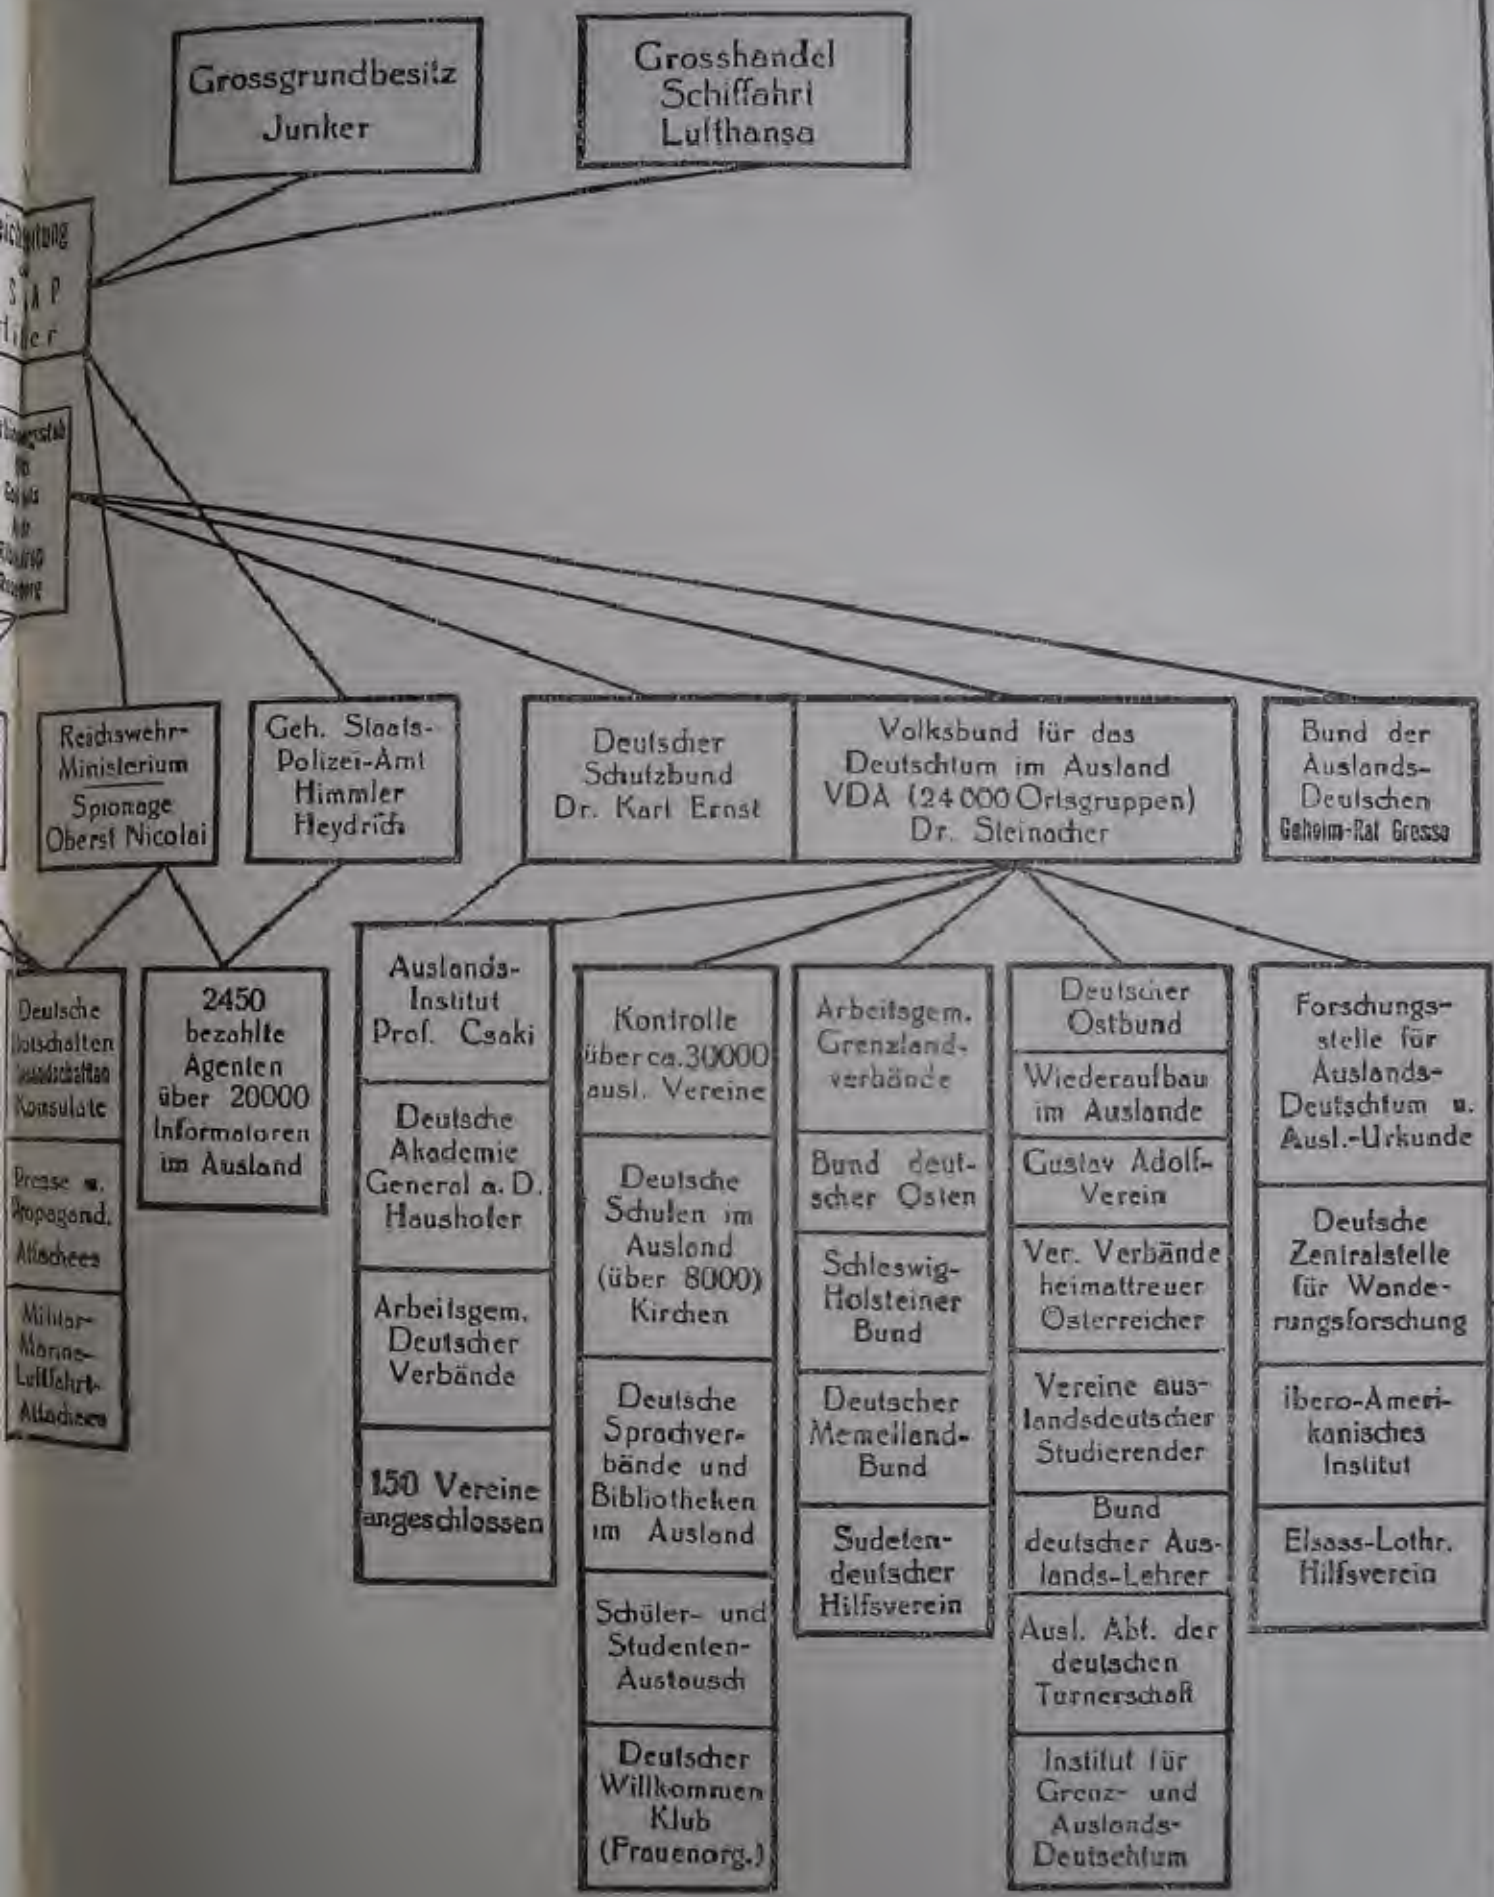 Grossgrundbesitz
Junker
Grosshandel
Schiffahrt
Lufthansa
S A P
Reichswehr-
Ministerium
Spionage
Oberst Nicolai
Geh. Staats-
Polizei-Amt
Himmler
Heydrich
Deutscher
Schutzbund
Dr. Karl Ernst
Volksbund für das
Deutschtum im Ausland
VDA (24000 Ortsgruppen)
Dr. Steinacher
Bund der
Auslands-
Deutschen
Geheim-Rat Grosse
Deutsche
Botschaften
Gesandschaften
Konsulate
Presse u.
Propagand.
Attachees
Militär-
Marine-
Luftfahrt-
Attachees
2450
bezahlte
Agenten
über 20000
Informatoren
im Ausland
Auslands-
Institut
Prof. Csaki
Deutsche
Akademie
General a. D.
Haushofer
Arbeitsgem.
Deutscher
Verbände
150 Vereine
angeschlossen
Kontrolle
über ca. 30000
ausl. Vereine
Deutsche
Schulen im
Ausland
(über 8000)
Kirchen
Deutsche
Sprachver-
bände und
Bibliotheken
im Ausland
Schüler- und
Studenten-
Austausch
Deutscher
Willkommen
Klub
(Frauenorg.)
Arbeitsgem.
Grenzland-
verbände
Bund deut-
scher Osten
Schleswig-
Holsteiner
Bund
Deutscher
Memelland-
Bund
Sudeten-
deutscher
Hilfsverein
Deutscher
Ostbund
Wiederaufbau
im Auslande
Gustav Adolf-
Verein
Ver. Verbände
heimattreuer
Osterreicher
Vereine aus-
landsdeutscher
Studierender
Bund
deutscher Aus-
lands-Lehrer
Ausl. Abt. der
deutschen
Turnerschaft
Institut für
Grenz- und
Auslands-
Deutschtum
Forschungs-
stelle für
Auslands-
Deutschtum u.
Ausl.-Urkunde
Deutsche
Zentralstelle
für Wande-
rungsforschung
ibero-Ameri-
kanisches
Institut
Elsass-Lothr.
Hilfsverein